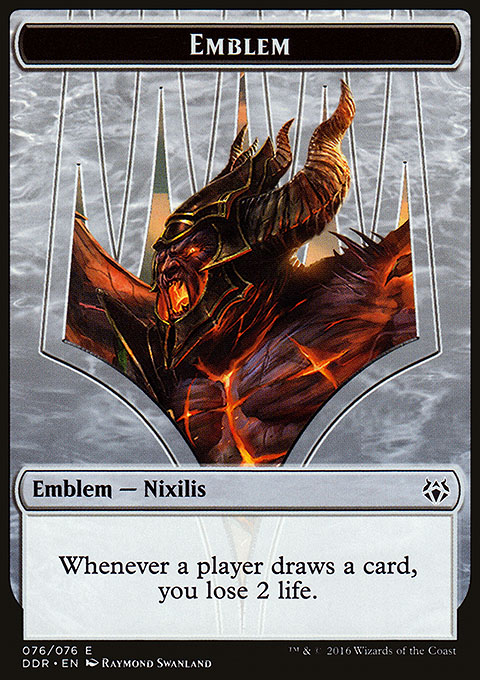 Emblem
Emblem — Nixilis
Whenever a player draws a card,
you lose 2 life.
076/076 E
DDR • EN Raymond Swanland
™ & © 2016 Wizards of the Coast